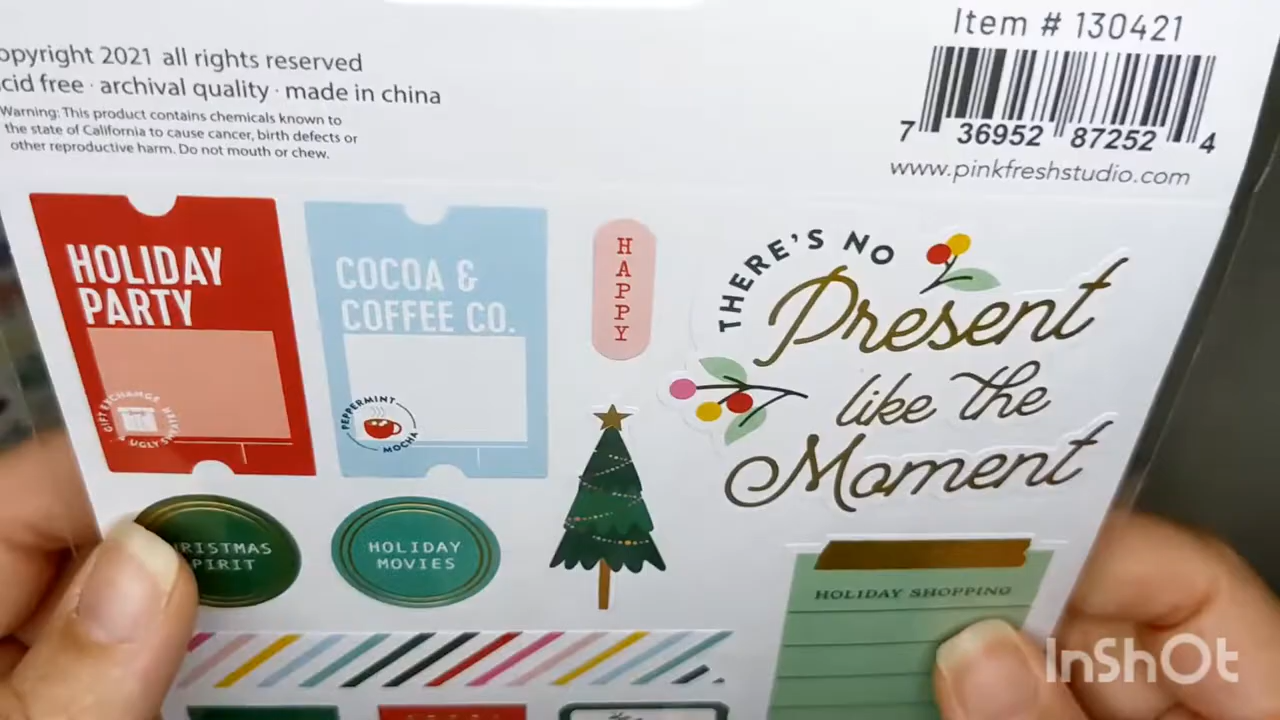 opyright 2021 all rights reserved
cid free · archival quality · made in china
Warning: This product contains chemicals known to
the state of California to cause cancer, birth defects or
other reproductive harm. Do not mouth or chew.
Item # 130421
7 36952 87252 4
www.pinkfreshstudio.com
HOLIDAY
PARTY
GIFT EXCHANGE
UGLY
COCOA &
COFFEE CO.
PEPPERMINT
MOCHA
HAPPY
THERE'S NO
Present
like the
Moment
RISTMAS
PIRIT
HOLIDAY
MOVIES
HOLIDAY SHOPPING
InShOt